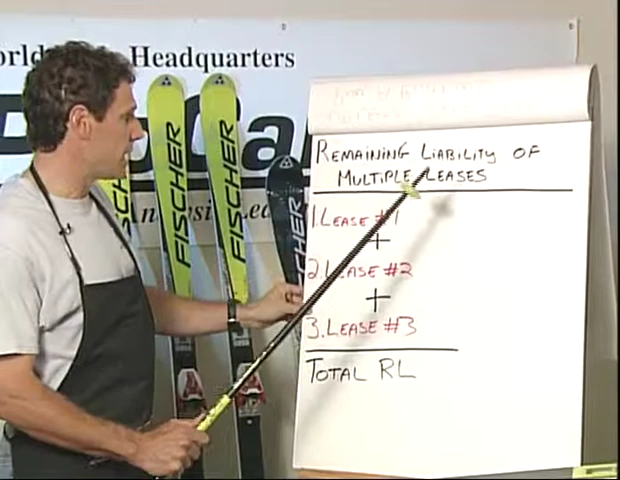 Headquarters
FISCHER
FISCHER
FISCHER
REMAINING LIABILITY OF
MULTIPLE LEASES
1. LEASE #1
+
2. LEASE #2
+
3. LEASE #3
TOTAL RL